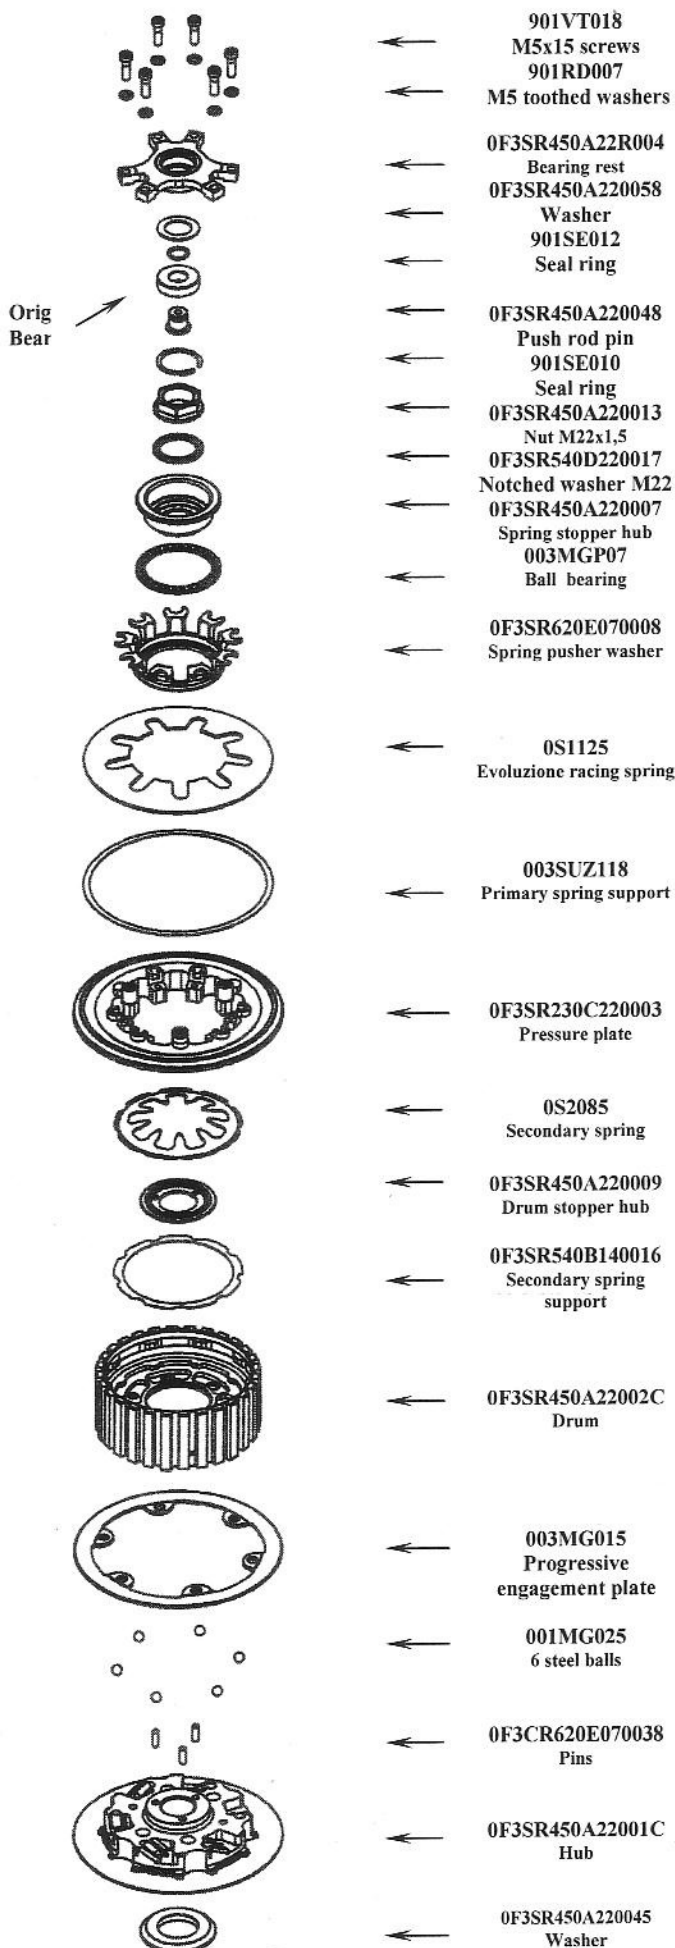 901VT018
M5x15 screws
901RD007
M5 toothed washers
0F3SR450A22R004
Bearing rest
0F3SR450A220058
Washer
901SE012
Seal ring
Orig
Bear
0F3SR450A220048
Push rod pin
901SE010
Seal ring
0F3SR450A220013
Nut M22x1,5
0F3SR540D220017
Notched washer M22
0F3SR450A220007
Spring stopper hub
003MGP07
Ball bearing
0F3SR620E070008
Spring pusher washer
0S1125
Evoluzione racing spring
003SUZ118
Primary spring support
0F3SR230C220003
Pressure plate
0S2085
Secondary spring
0F3SR450A220009
Drum stopper hub
0F3SR540B140016
Secondary spring
support
0F3SR450A22002C
Drum
003MG015
Progressive
engagement plate
001MG025
6 steel balls
0F3CR620E070038
Pins
0F3SR450A22001C
Hub
0F3SR450A220045
Washer